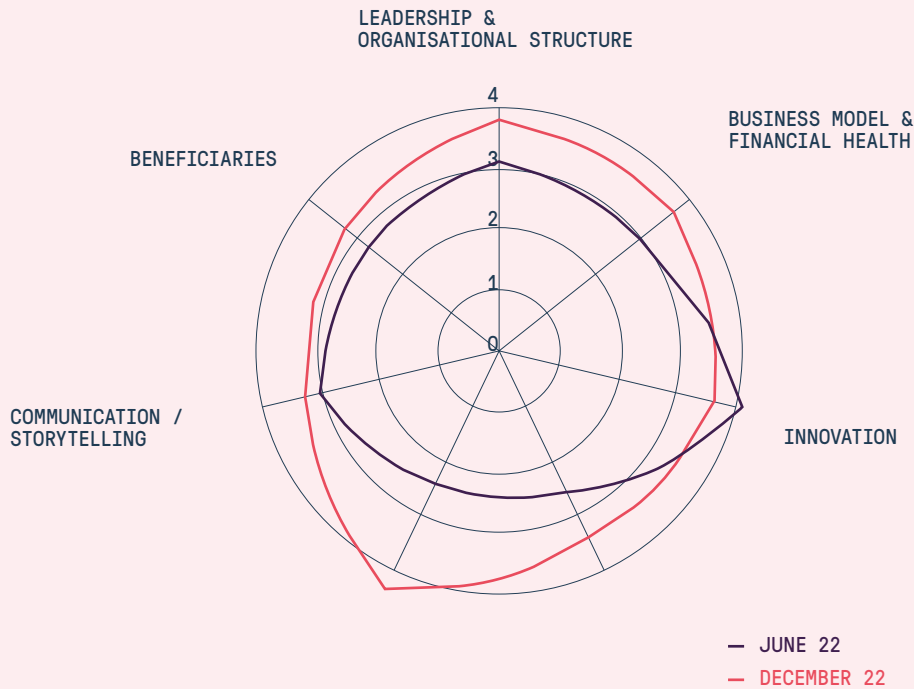 LEADERSHIP &
ORGANISATIONAL STRUCTURE
4
BUSINESS MODEL &
FINANCIAL HEALTH
BENEFICIARIES
3
2
1
0
COMMUNICATION /
STORYTELLING
INNOVATION
JUNE 22
DECEMBER 22